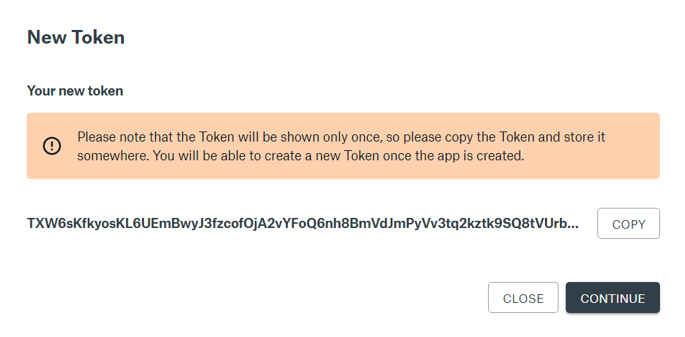 New Token
Your new token
Please note that the Token will be shown only once, so please copy the Token and store it
somewhere. You will be able to create a new Token once the app is created.
TXW6sKfkyosKL6UEmBwyJ3fzcofOjA2vYFoQ6nh8BmVdJmPyVv3tq2kztk9SQ8tVUrb...
COPY
CLOSE
CONTINUE